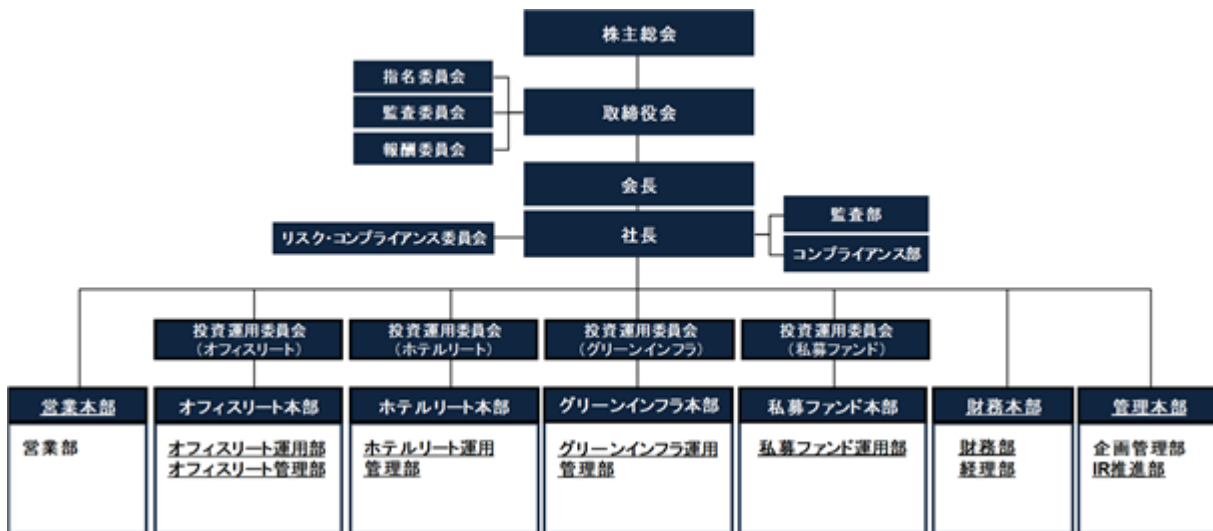 株主総会
指名委員会
監査委員会
報酬委員会
取締役会
会長
社長
リスク・コンプライアンス委員会
監査部
コンプライアンス部
投資運用委員会
(オフィスリート)
投資運用委員会
(ホテルリート)
投資運用委員会
(グリーンインフラ)
投資運用委員会
(私募ファンド)
営業本部
営業部
オフィスリート本部
オフィスリート運用部
オフィスリート管理部
ホテルリート本部
ホテルリート運用
管理部
グリーンインフラ本部
グリーンインフラ運用
管理部
私募ファンド本部
私募ファンド運用部
財務本部
財務部
経理部
管理本部
企画管理部
IR推進部